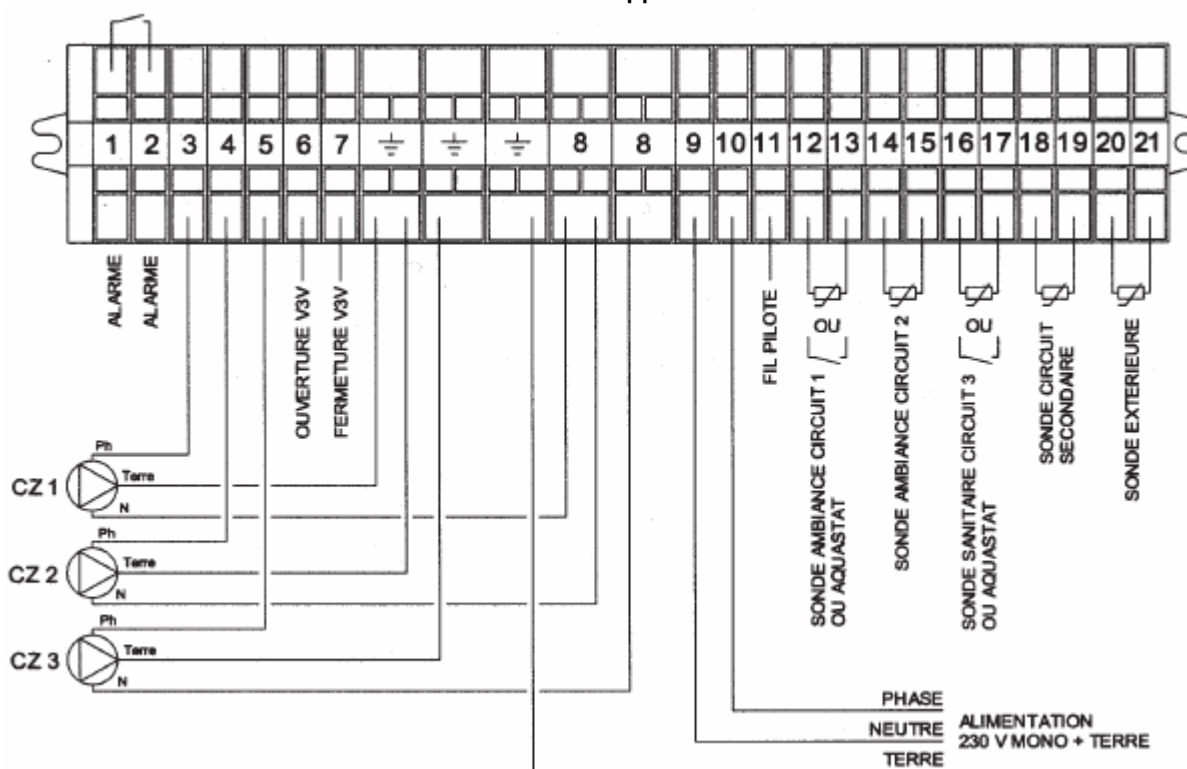 1 2 3 4 5 6 7 8 8 9 10 11 12 13 14 15 16 17 18 19 20 21
ALARME
ALARME
OUVERTURE V3V
FERMETURE V3V
FIL PILOTE
OU
SONDE AMBIANCE CIRCUIT 1
OU AQUASTAT
SONDE AMBIANCE CIRCUIT 2
OU
SONDE SANITAIRE CIRCUIT 3
OU AQUASTAT
SONDE CIRCUIT
SECONDAIRE
SONDE EXTERIEURE
Ph
CZ 1
Terre
N
Ph
CZ 2
Terre
N
Ph
CZ 3
Terre
N
PHASE
NEUTRE
TERRE
ALIMENTATION
230 V MONO + TERRE